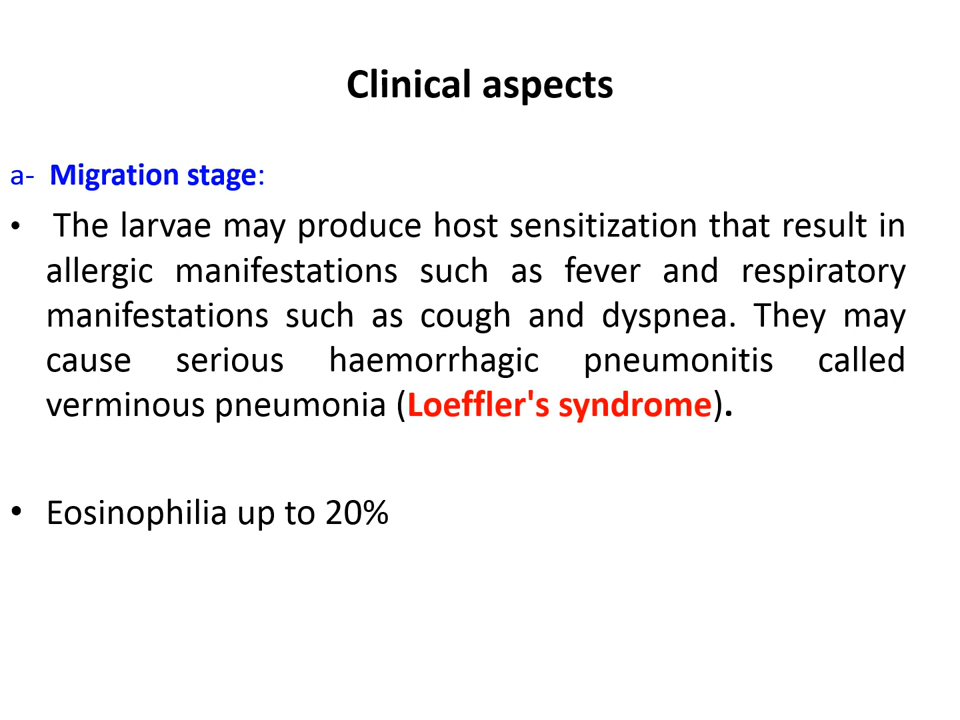 Clinical aspects
a- Migration stage:
• The larvae may produce host sensitization that result in
allergic manifestations such as fever and respiratory
manifestations such as cough and dyspnea. They may
cause serious haemorrhagic pneumonitis called
verminous pneumonia (Loeffler's syndrome).
• Eosinophilia up to 20%